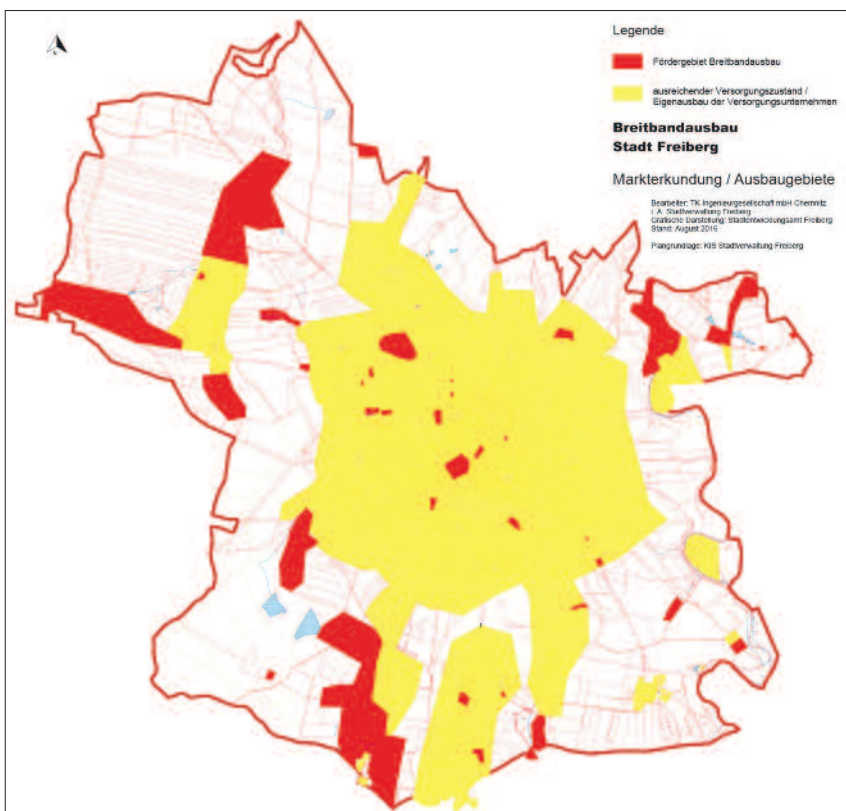 Legende
Fördergebiet Breitbandausbau
ausreichender Versorgungszustand /
Eigenausbau der Versorgungsunternehmen
Breitbandausbau
Stadt Freiberg
Markterkundung / Ausbaugebiete
Bearbeiter: TK-Ingenieurgesellschaft mbH Chemnitz
i. A. Stadtverwaltung Freiberg
Grafische Darstellung: Stadtentwicklungsamt Freiberg
Stand: August 2016
Plangrundlage: KIS Stadtverwaltung Freiberg